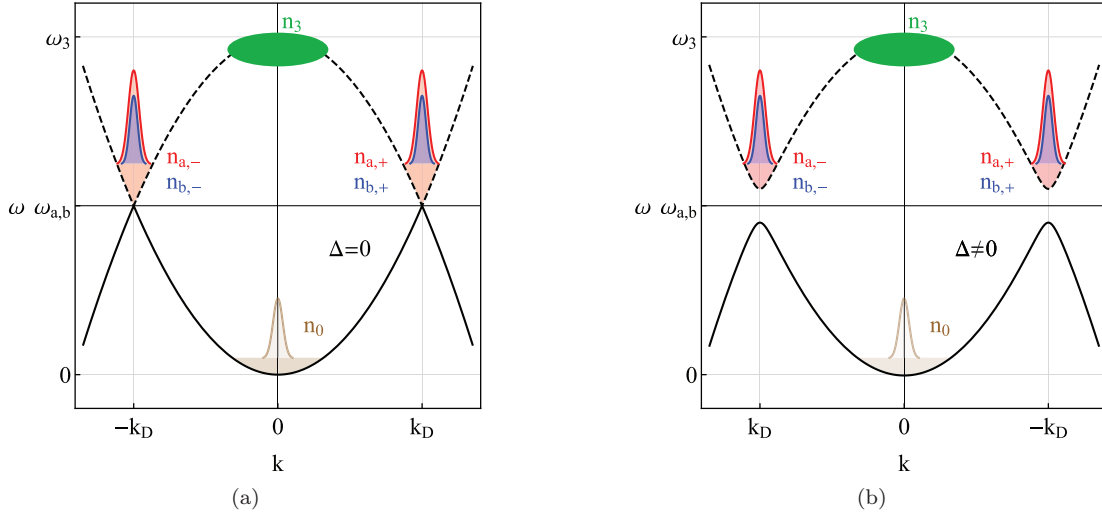 n3
ω3
na,−
nb,−
na,+
nb,+
ω ωa,b
Δ=0
n0
0
−kD 0 kD
k
(a)
n3
ω3
na,−
nb,−
na,+
nb,+
ω ωa,b
Δ≠0
n0
0
kD 0 −kD
k
(b)